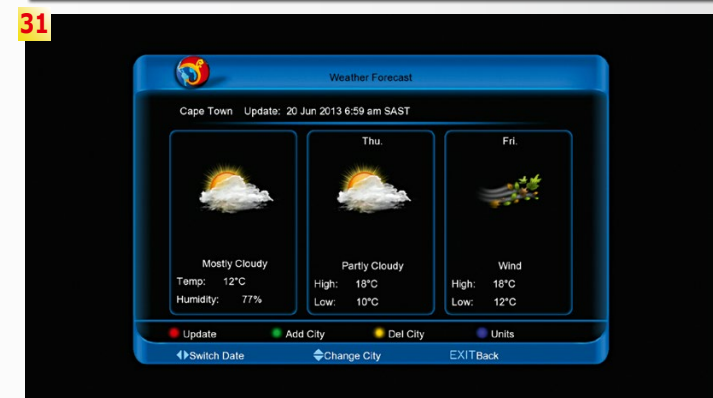 31
Weather Forecast
Cape Town Update: 20 Jun 2013 6:59 am SAST
Mostly Cloudy
Temp: 12°C
Humidity: 77%
Thu.
Partly Cloudy
High: 18°C
Low: 10°C
Fri.
Wind
High: 18°C
Low: 12°C
Update Add City Del City Units
Switch Date Change City EXIT Back